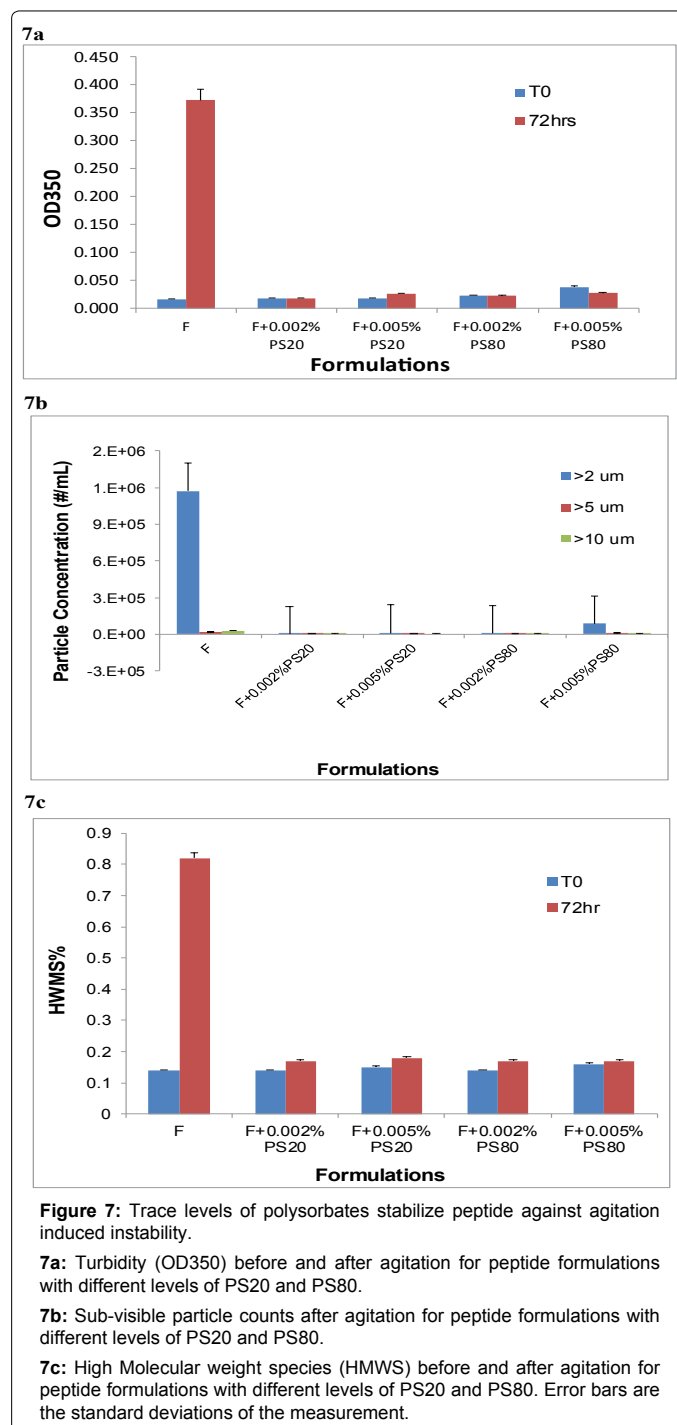 7a
0.450
0.400
0.350
0.300
0.250
0.200
0.150
0.100
0.050
0.000
OD350
T0
72hrs
F
F+0.002% PS20
F+0.005% PS20
F+0.002% PS80
F+0.005% PS80
Formulations
7b
2.E+06
1.E+06
9.E+05
6.E+05
3.E+05
0.E+00
-3.E+05
Particle Concentration (#/mL)
>2 um
>5 um
>10 um
F
F+0.002%PS20
F+0.005%PS20
F+0.002%PS80
F+0.005%PS80
Formulations
7c
0.9
0.8
0.7
0.6
0.5
0.4
0.3
0.2
0.1
0
HWMS%
T0
72hr
F
F+0.002% PS20
F+0.005% PS20
F+0.002% PS80
F+0.005% PS80
Formulations
Figure 7: Trace levels of polysorbates stabilize peptide against agitation
induced instability.
7a: Turbidity (OD350) before and after agitation for peptide formulations
with different levels of PS20 and PS80.
7b: Sub-visible particle counts after agitation for peptide formulations with
different levels of PS20 and PS80.
7c: High Molecular weight species (HMWS) before and after agitation for
peptide formulations with different levels of PS20 and PS80. Error bars are
the standard deviations of the measurement.